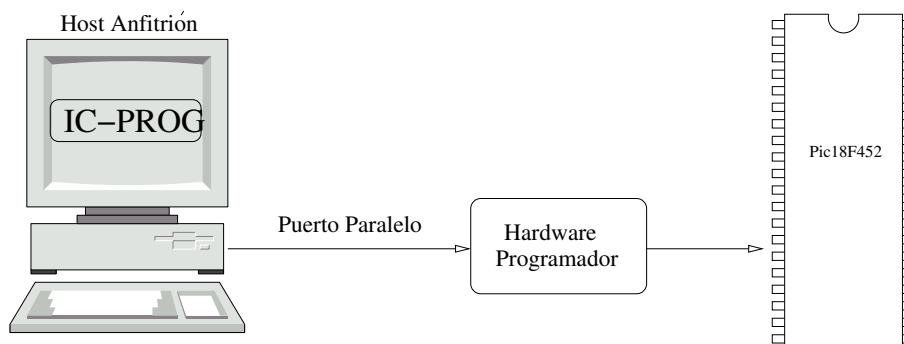 Host Anfitrión
IC−PROG
Puerto Paralelo
Hardware
Programador
Pic18F452